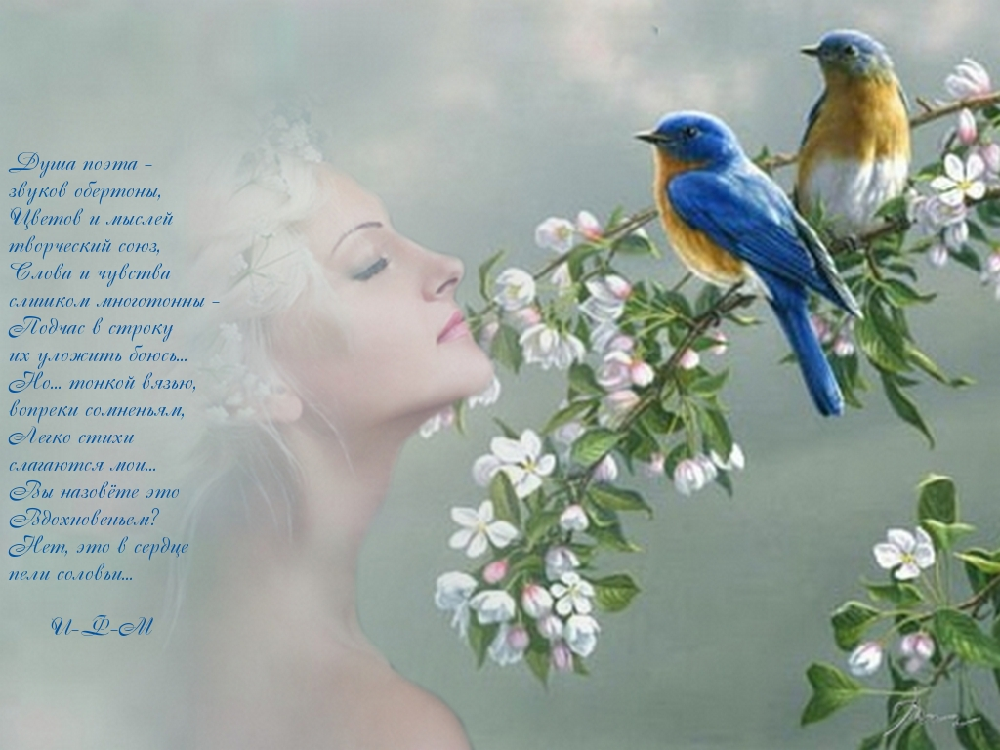 Душа поэта –
звуков обертоны,
Цветов и мыслей
творческий союз,
Слова и чувства
слишком многотонны –
Подчас в строку
их уложить боюсь...
Но... тонкой вязью,
вопреки сомненьям,
Легко стихи
слагаются мои...
Вы назовёте это
Вдохновеньем?
Нет, это в сердце
пели соловьи...
И-Ф-М